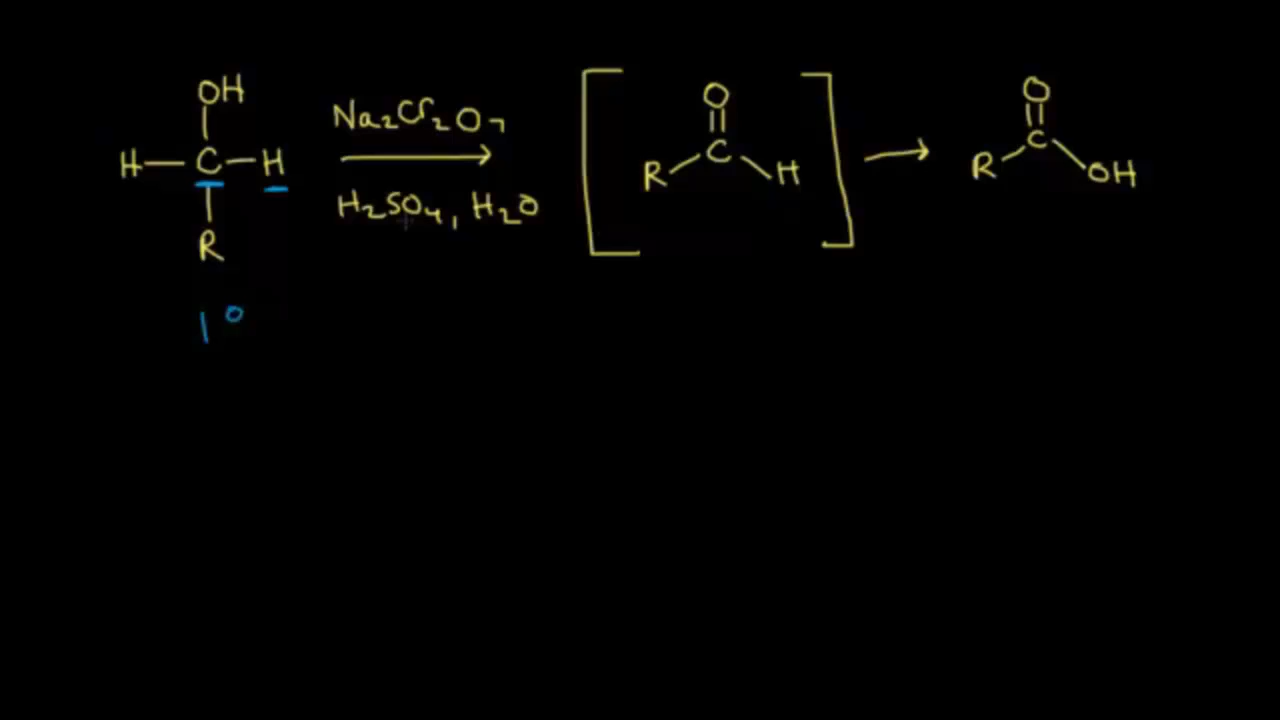 OH
Na₂Cr₂O₇
H C H
H₂SO₄, H₂O
R
1°
O
C
R H
O
C
R OH